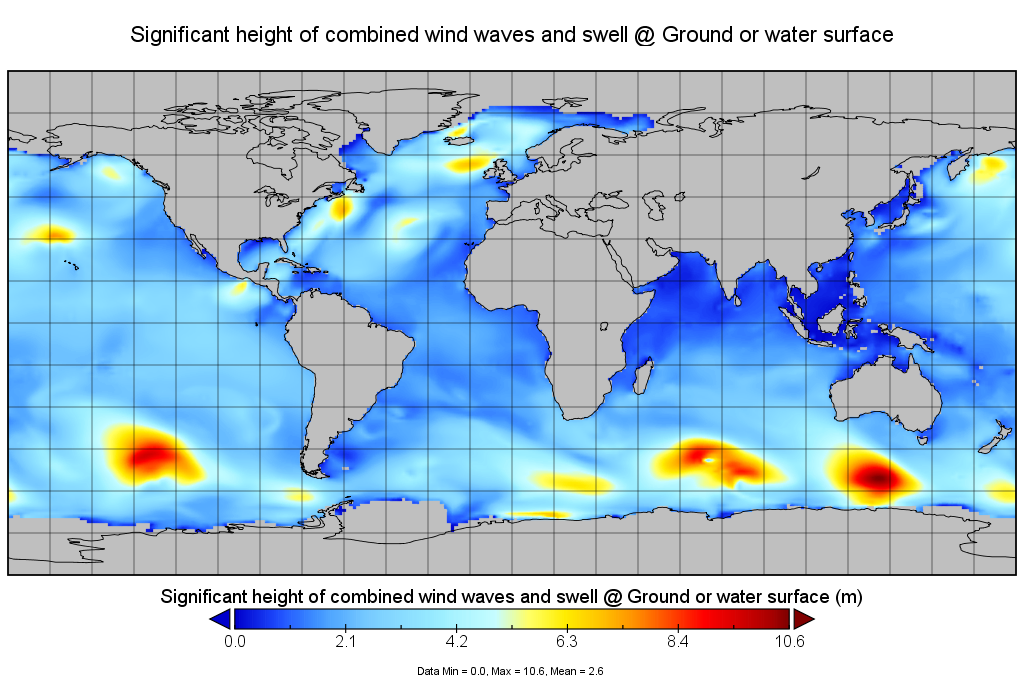 Significant height of combined wind waves and swell @ Ground or water surface
Significant height of combined wind waves and swell @ Ground or water surface (m)
0.0 2.1 4.2 6.3 8.4 10.6
Data Min = 0.0, Max = 10.6, Mean = 2.6